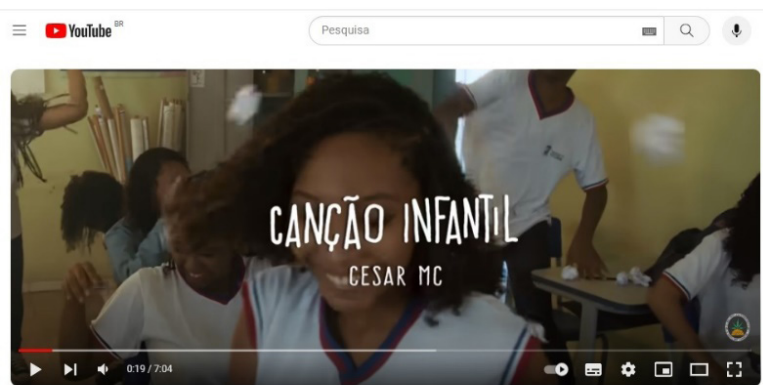 YouTube BR
Pesquisa
CANÇÃO INFANTIL
CESAR MC
0:19 / 7:04